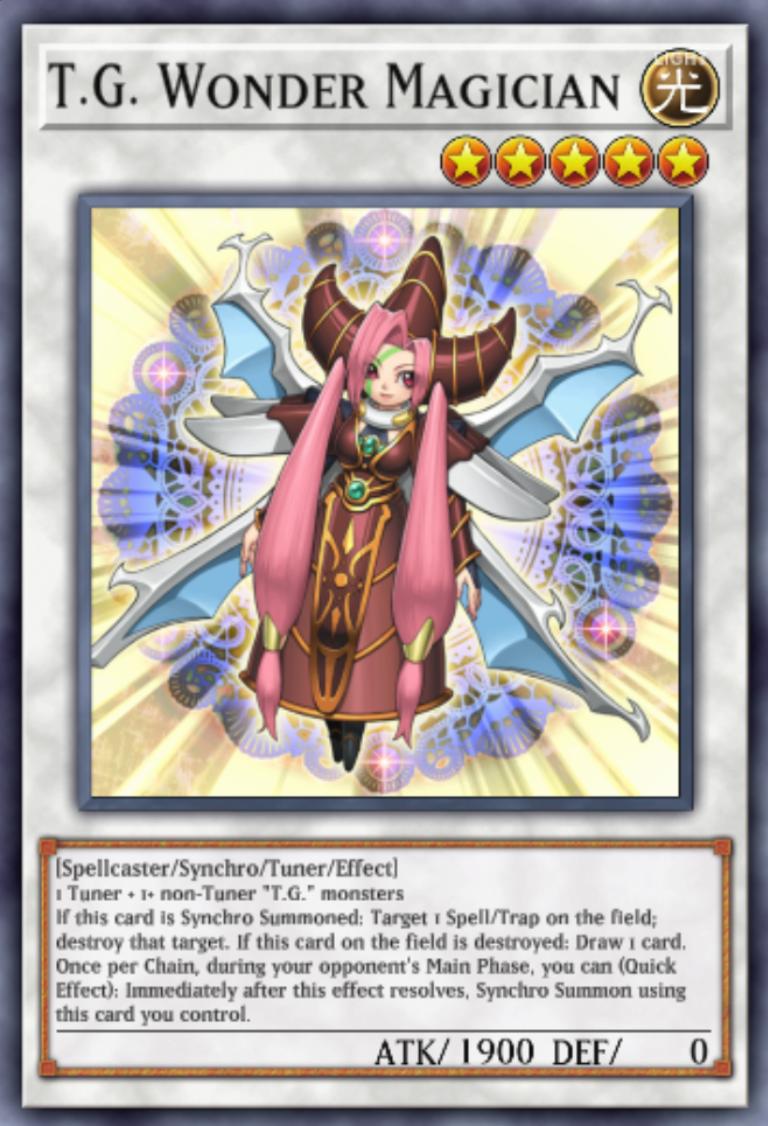 T.G. Wonder Magician
LIGHT
光
[Spellcaster/Synchro/Tuner/Effect]
1 Tuner + 1+ non-Tuner "T.G." monsters
If this card is Synchro Summoned: Target 1 Spell/Trap on the field;
destroy that target. If this card on the field is destroyed: Draw 1 card.
Once per Chain, during your opponent's Main Phase, you can (Quick
Effect): Immediately after this effect resolves, Synchro Summon using
this card you control.
ATK/ 1900 DEF/ 0